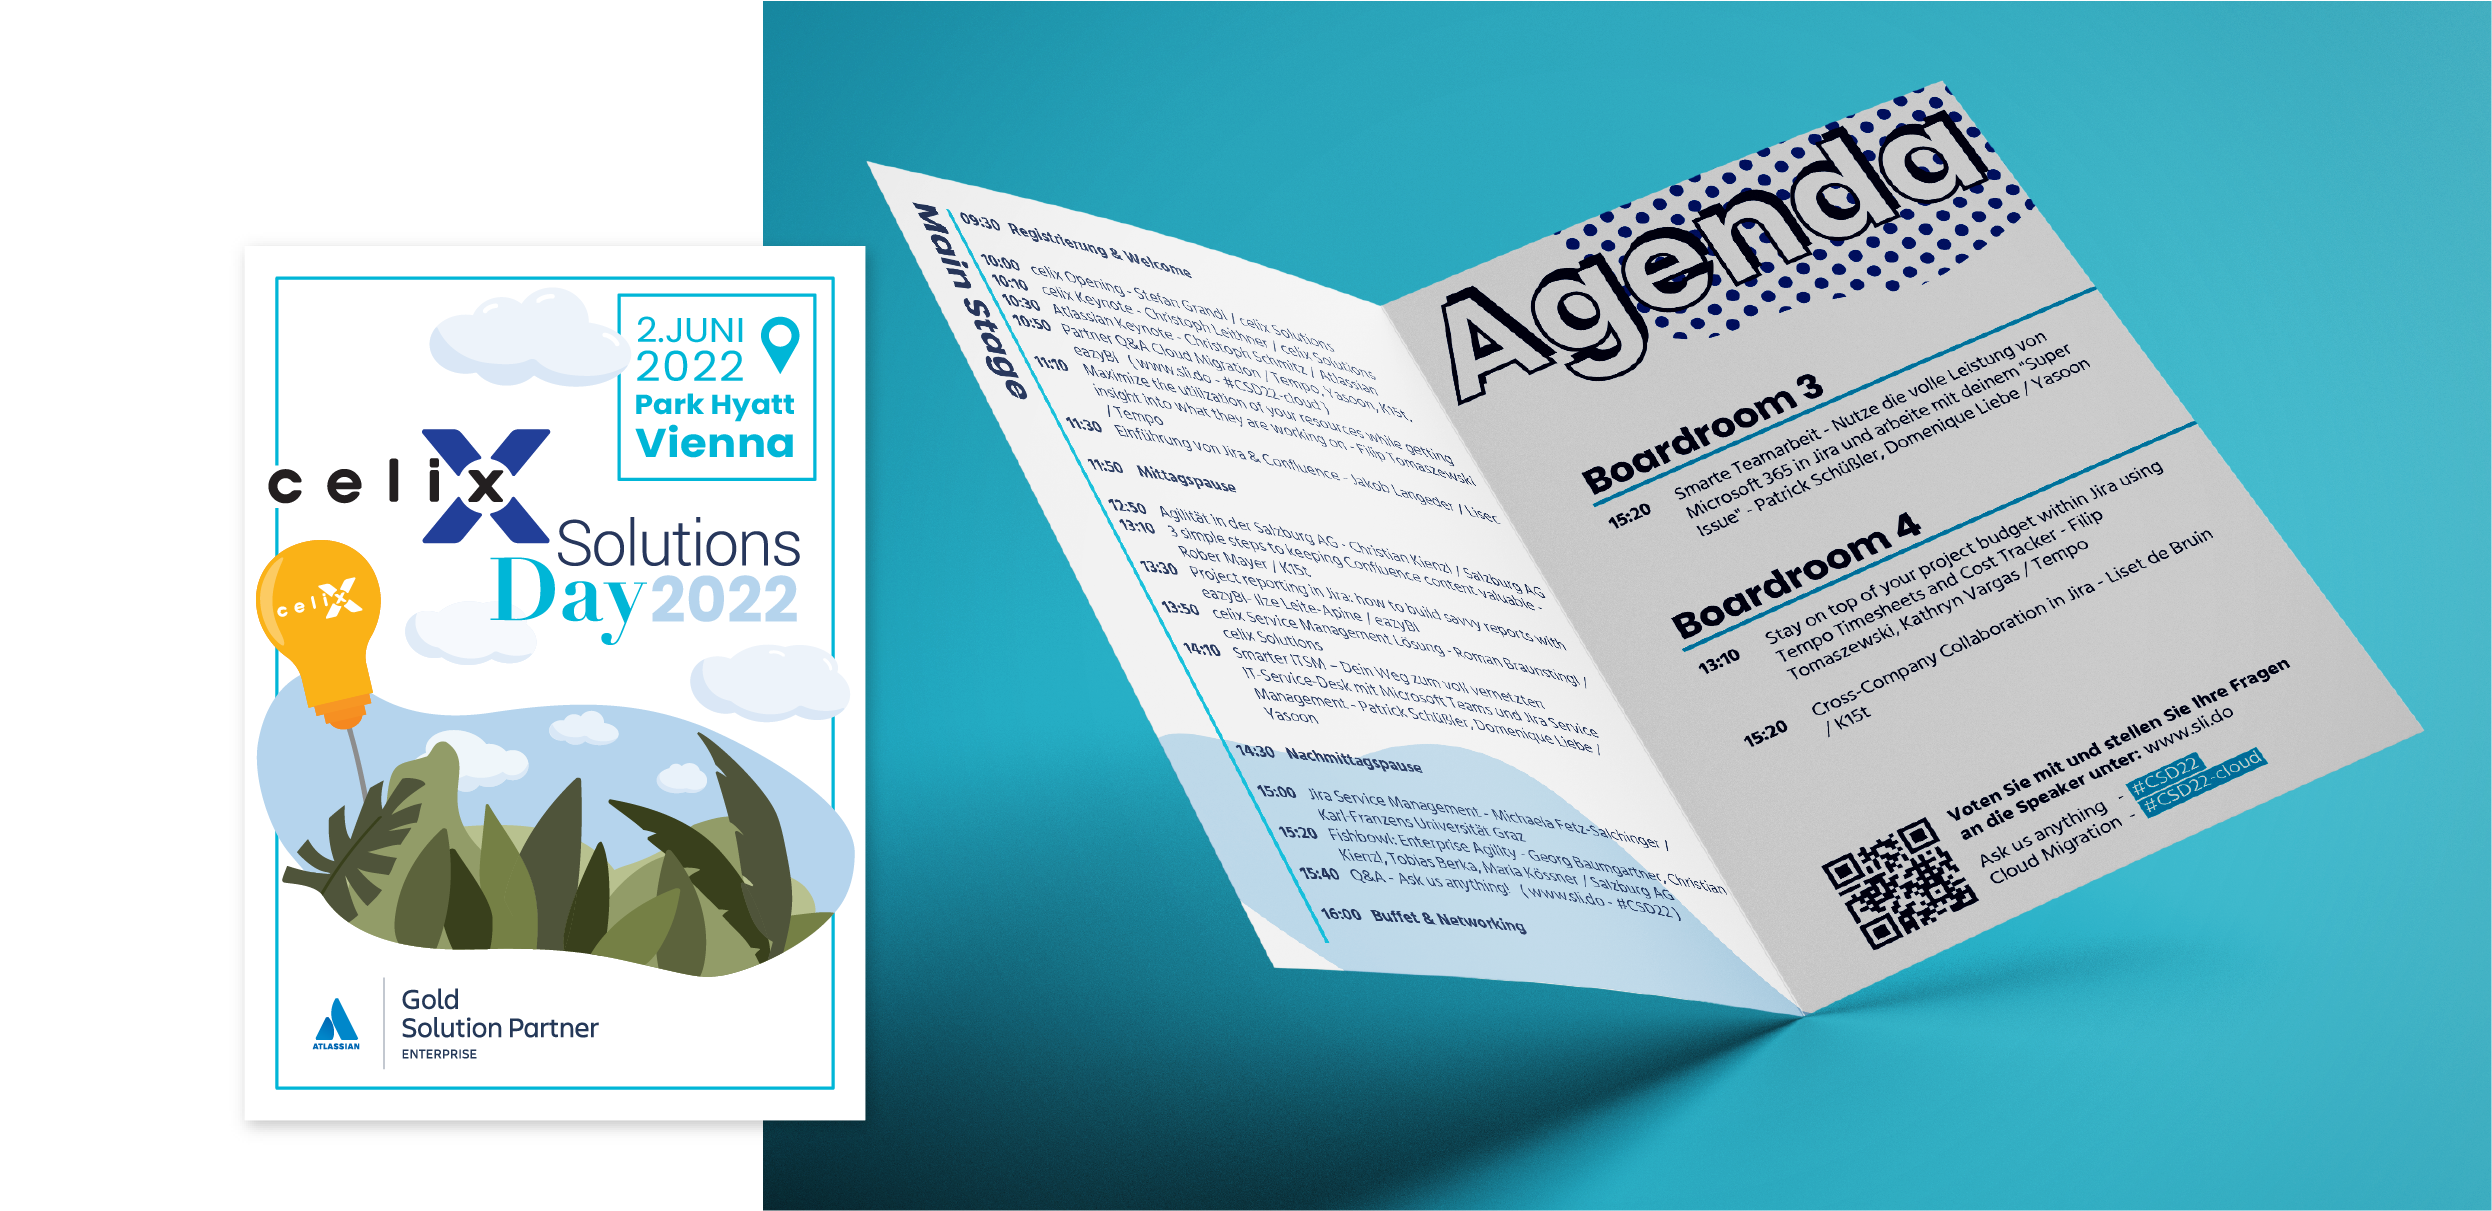 2.JUNI
2022
Park Hyatt
Vienna
celix
Solutions
Day 2022
celix
ATLASSIAN
Gold
Solution Partner
ENTERPRISE
Main Stage
09:30 Registrierung & Welcome
10:00 celix Opening - Stefan Grandl / celix Solutions
10:10 celix Keynote - Christoph Leithner / celix Solutions
10:30 Atlassian Keynote - Christoph Schmitz / Atlassian
10:50 Partner Q&A Cloud Migration / Tempo, Yasoon, K15t,
eazyBI (www.sli.do - #CSD22-cloud)
11:10 Maximize the utilization of your resources while getting
insight into what they are working on - Filip Tomaszewski
/ Tempo
11:30 Einführung von Jira & Confluence - Jakob Langeder / Lisec
11:50 Mittagspause
12:50 Agilität in der Salzburg AG - Christian Kienzl / Salzburg AG
13:10 3 simple steps to keeping Confluence content valuable -
Rober Mayer / K15t
13:30 Project reporting in Jira: how to build savvy reports with
eazyBI- Ilze Leite-Apine / eazyBI
13:50 celix Service Management Lösung - Roman Braunstingl /
celix Solutions
14:10 Smarter ITSM – Dein Weg zum voll vernetzten
IT-Service-Desk mit Microsoft Teams und Jira Service
Management - Patrick Schüßler, Domenique Liebe /
Yasoon
14:30 Nachmittagspause
15:00 Jira Service Management - Michaela Fetz-Salchinger /
Karl-Franzens Universität Graz
15:20 Fishbowl: Enterprise Agility - Georg Baumgartner, Christian
Kienzl, Tobias Berka, Maria Kössner / Salzburg AG
15:40 Q&A - Ask us anything! (www.sli.do - #CSD22)
16:00 Buffet & Networking
Agenda
Boardroom 3
15:20 Smarte Teamarbeit - Nutze die volle Leistung von
Microsoft 365 in Jira und arbeite mit deinem "Super
Issue" - Patrick Schüßler, Domenique Liebe / Yasoon
Boardroom 4
13:10 Stay on top of your project budget within Jira using
Tempo Timesheets and Cost Tracker - Filip
Tomaszewski, Kathryn Vargas / Tempo
15:20 Cross-Company Collaboration in Jira - Liset de Bruin
/ K15t
Voten Sie mit und stellen Sie Ihre Fragen
an die Speaker unter: www.sli.do
Ask us anything - #CSD22
Cloud Migration - #CSD22-cloud